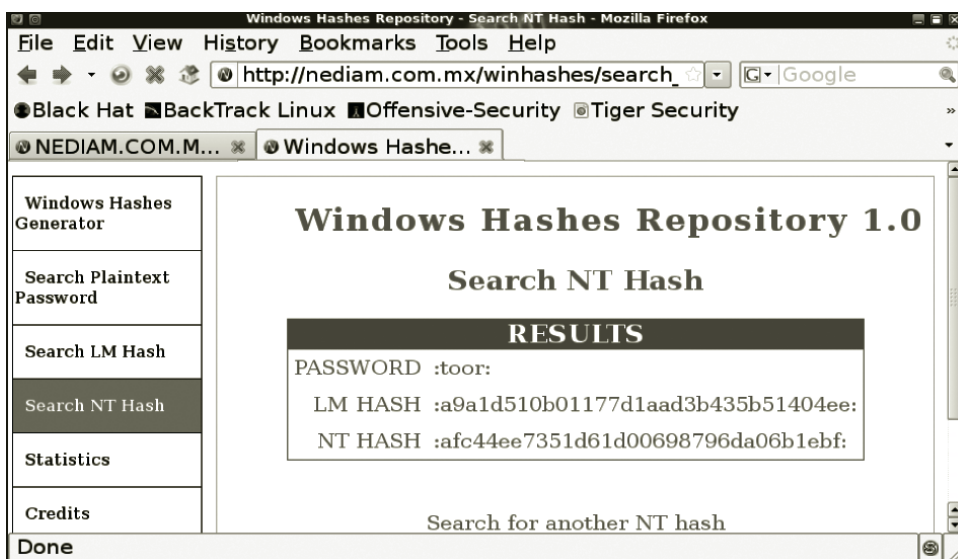 Windows Hashes Repository - Search NT Hash - Mozilla Firefox
File Edit View History Bookmarks Tools Help
http://nediam.com.mx/winhashes/search_
Google
Black Hat BackTrack Linux Offensive-Security Tiger Security »
NEDIAM.COM.M... Windows Hashe...
Windows Hashes
Generator
Search Plaintext
Password
Search LM Hash
Search NT Hash
Statistics
Credits
Windows Hashes Repository 1.0
Search NT Hash
RESULTS
PASSWORD :toor:
LM HASH :a9a1d510b01177d1aad3b435b51404ee:
NT HASH :afc44ee7351d61d00698796da06b1ebf:
Search for another NT hash
Done